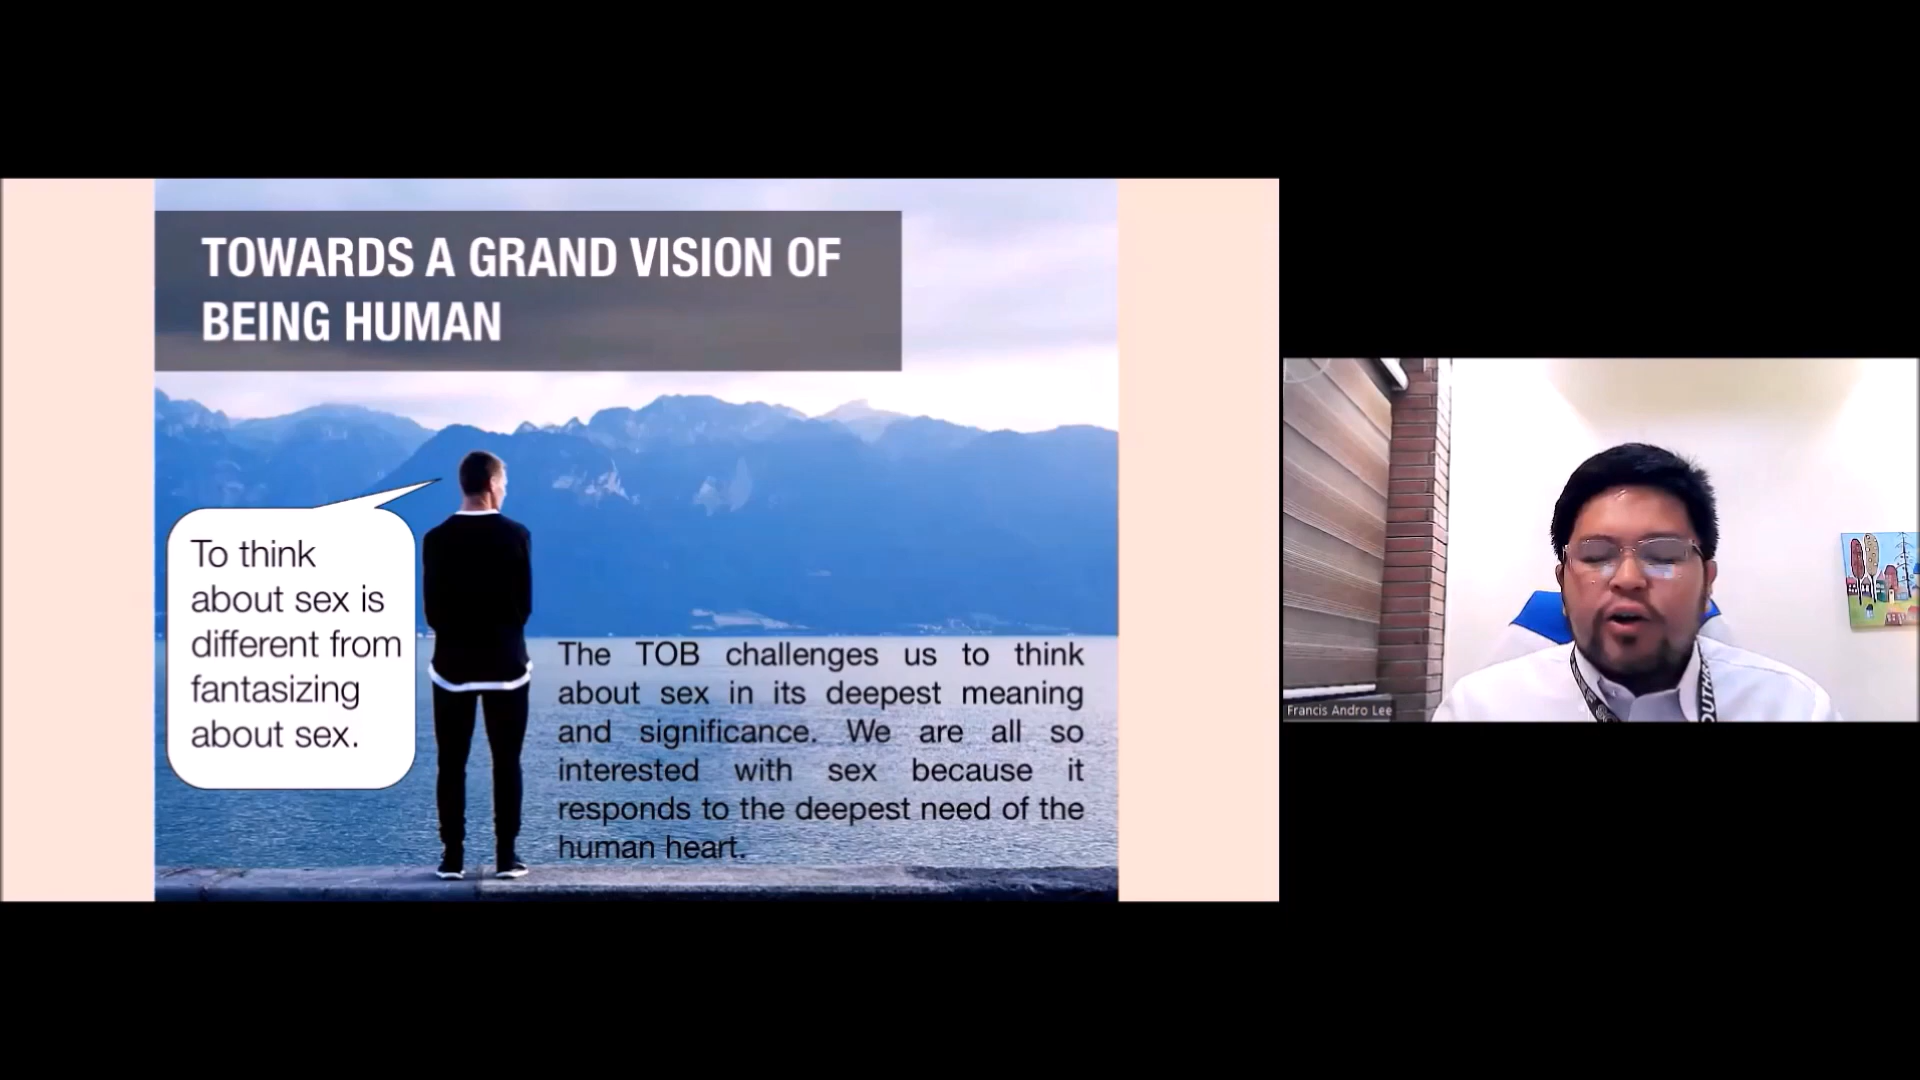 TOWARDS A GRAND VISION OF
BEING HUMAN
To think
about sex is
different from
fantasizing
about sex.
The TOB challenges us to think
about sex in its deepest meaning
and significance. We are all so
interested with sex because it
responds to the deepest need of the
human heart.
Francis Andro Lee